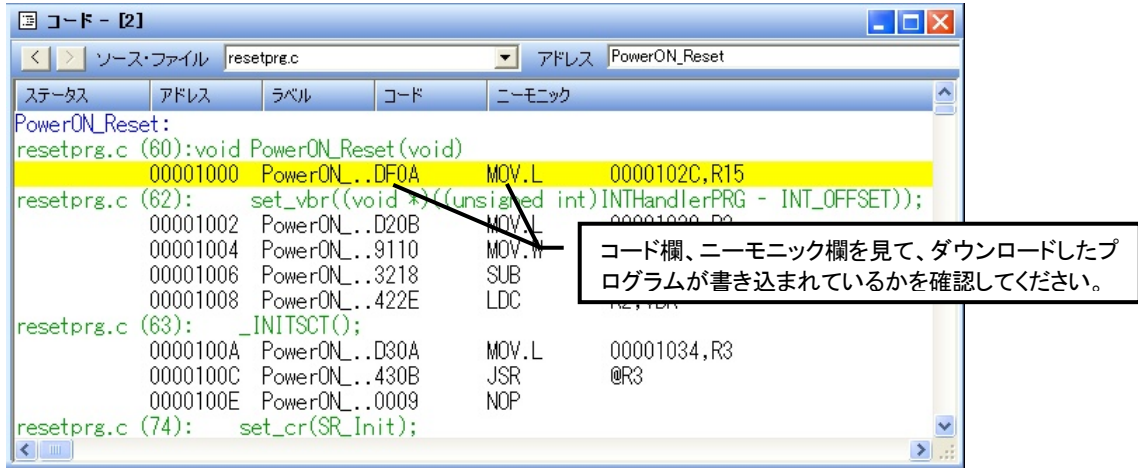 コード - [2]
ソース・ファイル resetprg.c アドレス PowerON_Reset
ステータス アドレス ラベル コード ニーモニック
PowerON_Reset:
resetprg.c (60):void PowerON_Reset(void)
00001000 PowerON_..DF0A MOV.L 0000102C,R15
resetprg.c (62): set_vbr((void *)((unsigned int)INTHandlerPRG - INT_OFFSET));
00001002 PowerON_..D20B MOV.L
00001004 PowerON_..9110 MOV.W
00001006 PowerON_..3218 SUB
00001008 PowerON_..422E LDC
コード欄、ニーモニック欄を見て、ダウンロードしたプ
ログラムが書き込まれているかを確認してください。
resetprg.c (63): _INITSCT();
0000100A PowerON_..D30A MOV.L 00001034,R3
0000100C PowerON_..430B JSR @R3
0000100E PowerON_..0009 NOP
resetprg.c (74): set_cr(SR_Init);